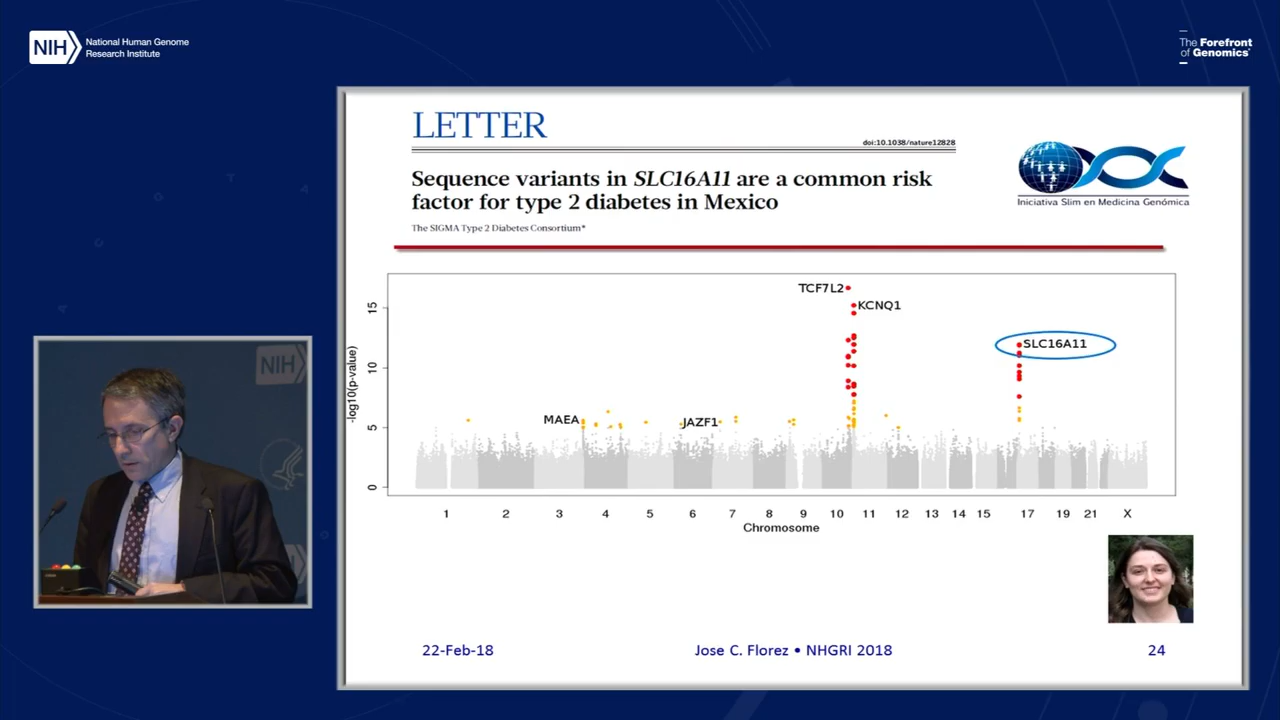 NIH
National Human Genome
Research Institute
The Forefront
of Genomics®
LETTER
doi:10.1038/nature12828
Sequence variants in SLC16A11 are a common risk
factor for type 2 diabetes in Mexico
The SIGMA Type 2 Diabetes Consortium*
Iniciativa Slim en Medicina Genómica
TCF7L2
KCNQ1
SLC16A11
MAEA
JAZF1
-log10(p-value)
15
10
5
0
1 2 3 4 5 6 7 8 9 10 11 12 13 14 15 17 19 21 X
Chromosome
NIH
22-Feb-18
Jose C. Florez • NHGRI 2018
24